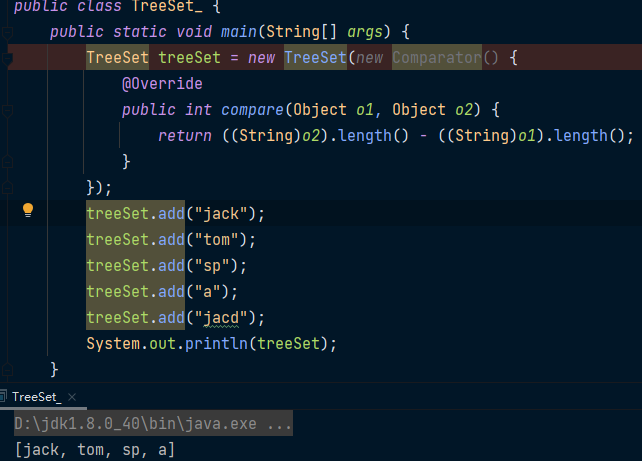 public class TreeSet_ {
public static void main(String[] args) {
TreeSet treeSet = new TreeSet(new Comparator() {
@Override
public int compare(Object o1, Object o2) {
return ((String)o2).length() - ((String)o1).length();
}
});
treeSet.add("jack");
treeSet.add("tom");
treeSet.add("sp");
treeSet.add("a");
treeSet.add("jacd");
System.out.println(treeSet);
}
TreeSet_ ×
D:\jdk1.8.0_40\bin\java.exe ...
[jack, tom, sp, a]